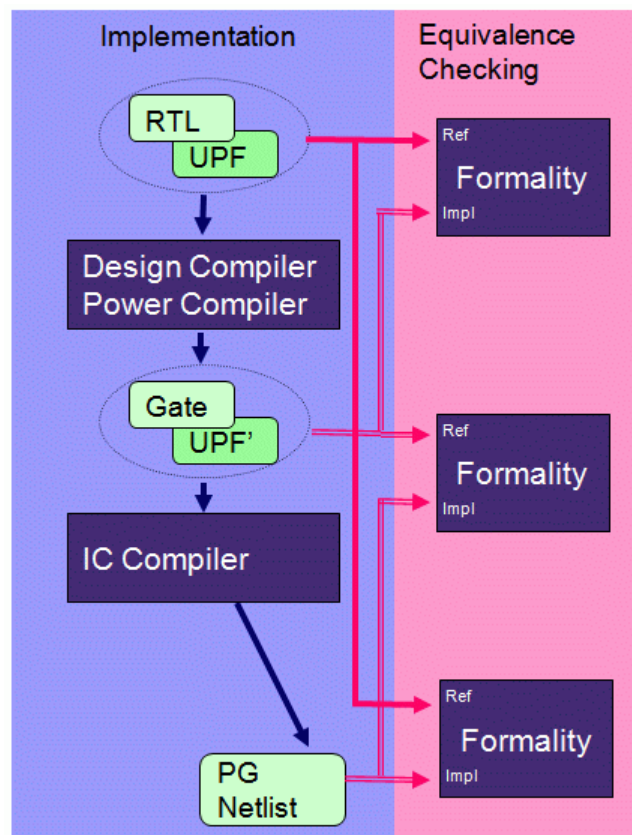 Implementation
Equivalence
Checking
RTL
UPF
Ref
Formality
Impl
Design Compiler
Power Compiler
Gate
UPF’
Ref
Formality
Impl
IC Compiler
Ref
Formality
Impl
PG
Netlist